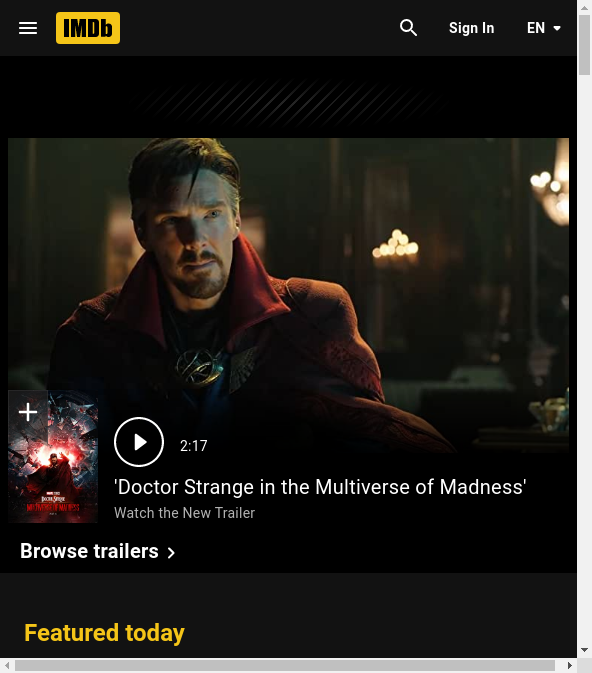 IMDb
Sign In
EN
2:17
'Doctor Strange in the Multiverse of Madness'
Watch the New Trailer
Browse trailers
Featured today